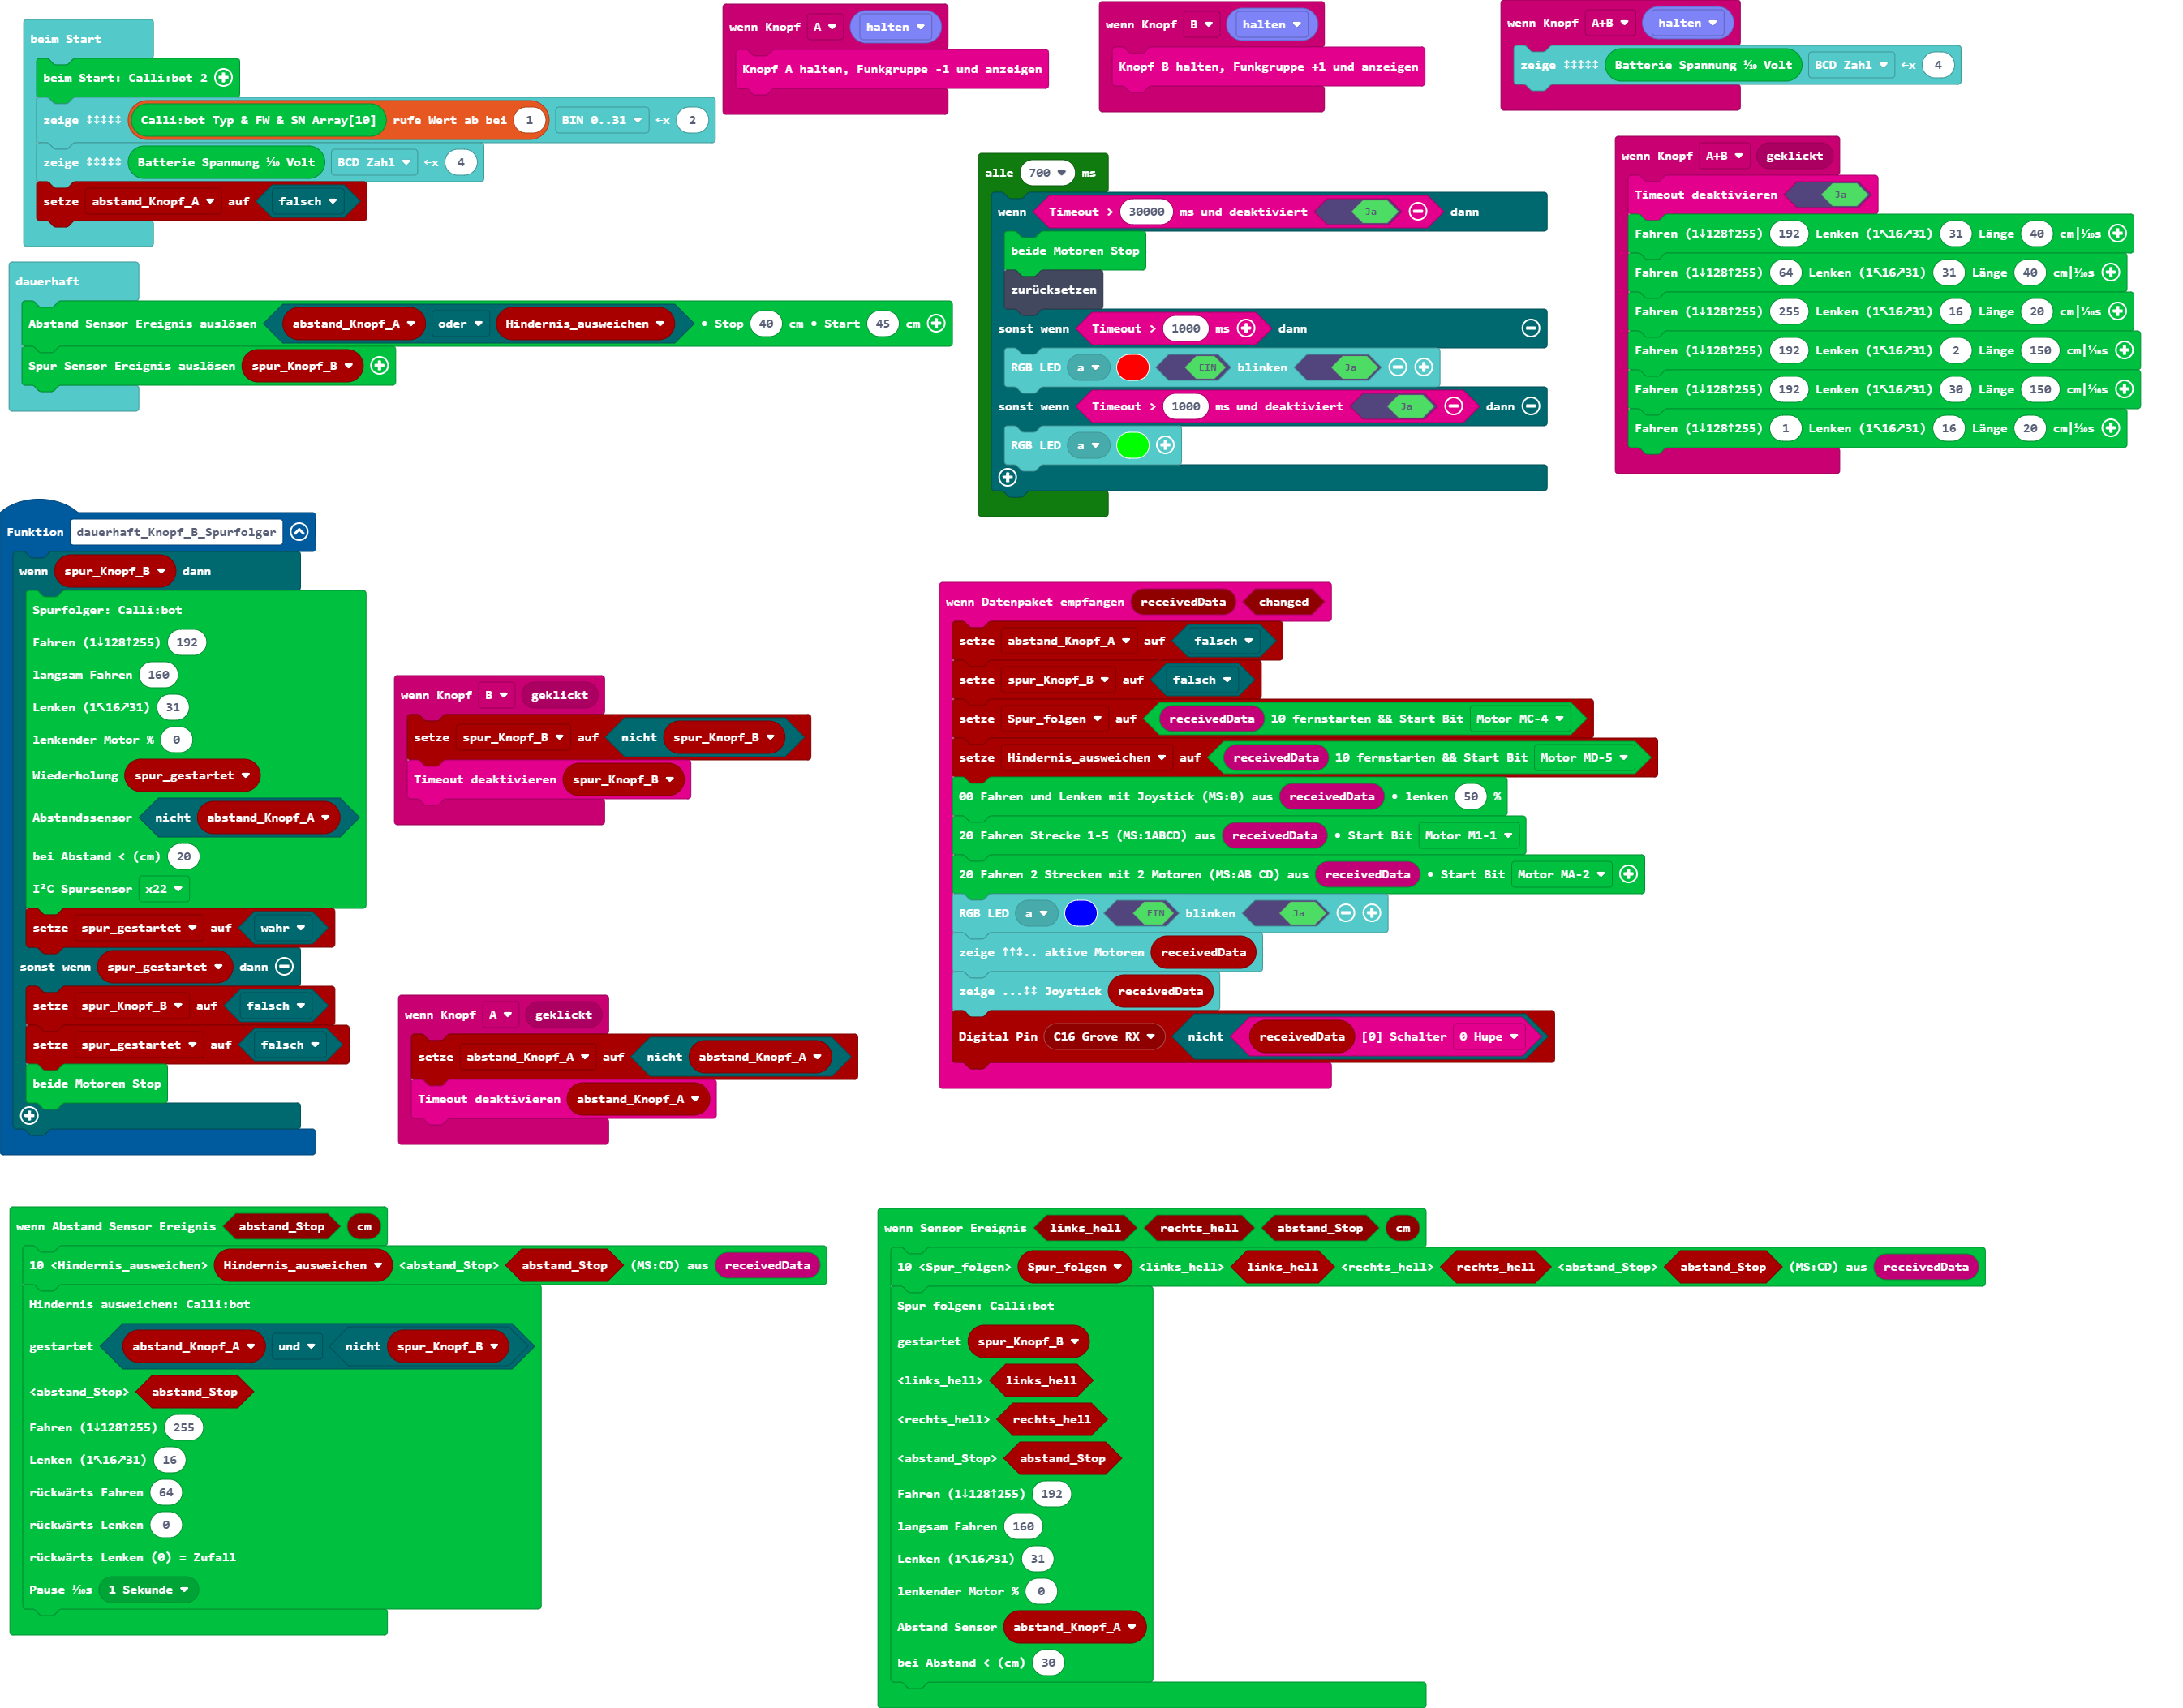 beim Start
beim Start: Calli:bot 2
zeige ↕↕↕↕↕ Calli:bot Typ & FW & SN Array[10] rufe Wert ab bei 1 BIN 0..31 ←x 2
zeige ↕↕↕↕↕ Batterie Spannung ⅒ Volt BCD Zahl ←x 4
setze abstand_Knopf_A auf falsch
wenn Knopf A halten
Knopf A halten, Funkgruppe -1 und anzeigen
wenn Knopf B halten
Knopf B halten, Funkgruppe +1 und anzeigen
wenn Knopf A+B halten
zeige ↕↕↕↕↕ Batterie Spannung ⅒ Volt BCD Zahl ←x 4
dauerhaft
Abstand Sensor Ereignis auslösen abstand_Knopf_A oder Hindernis_ausweichen • Stop 40 cm • Start 45 cm
Spur Sensor Ereignis auslösen spur_Knopf_B
alle 700 ms
wenn Timeout > 30000 ms und deaktiviert Ja dann
beide Motoren Stop
zurücksetzen
sonst wenn Timeout > 1000 ms dann
RGB LED a EIN blinken Ja
sonst wenn Timeout > 1000 ms und deaktiviert Ja dann
RGB LED a
wenn Knopf A+B geklickt
Timeout deaktivieren Ja
Fahren (1↓128↑255) 192 Lenken (1↖16↗31) 31 Länge 40 cm|⅒s
Fahren (1↓128↑255) 64 Lenken (1↖16↗31) 31 Länge 40 cm|⅒s
Fahren (1↓128↑255) 255 Lenken (1↖16↗31) 16 Länge 20 cm|⅒s
Fahren (1↓128↑255) 192 Lenken (1↖16↗31) 2 Länge 150 cm|⅒s
Fahren (1↓128↑255) 192 Lenken (1↖16↗31) 30 Länge 150 cm|⅒s
Fahren (1↓128↑255) 1 Lenken (1↖16↗31) 16 Länge 20 cm|⅒s
Funktion dauerhaft_Knopf_B_Spurfolger
wenn spur_Knopf_B dann
Spurfolger: Calli:bot
Fahren (1↓128↑255) 192
langsam Fahren 160
Lenken (1↖16↗31) 31
lenkender Motor % 0
Wiederholung spur_gestartet
Abstandssensor nicht abstand_Knopf_A
bei Abstand < (cm) 20
I²C Spursensor x22
setze spur_gestartet auf wahr
sonst wenn spur_gestartet dann
setze spur_Knopf_B auf falsch
setze spur_gestartet auf falsch
beide Motoren Stop
wenn Knopf B geklickt
setze spur_Knopf_B auf nicht spur_Knopf_B
Timeout deaktivieren spur_Knopf_B
wenn Knopf A geklickt
setze abstand_Knopf_A auf nicht abstand_Knopf_A
Timeout deaktivieren abstand_Knopf_A
wenn Datenpaket empfangen receivedData changed
setze abstand_Knopf_A auf falsch
setze spur_Knopf_B auf falsch
setze Spur_folgen auf receivedData 10 fernstarten && Start Bit Motor MC-4
setze Hindernis_ausweichen auf receivedData 10 fernstarten && Start Bit Motor MD-5
00 Fahren und Lenken mit Joystick (MS:0) aus receivedData • lenken 50 %
20 Fahren Strecke 1-5 (MS:1ABCD) aus receivedData • Start Bit Motor M1-1
20 Fahren 2 Strecken mit 2 Motoren (MS:AB CD) aus receivedData • Start Bit Motor MA-2
RGB LED a EIN blinken Ja
zeige ↑↑↕.. aktive Motoren receivedData
zeige ...↕↕ Joystick receivedData
Digital Pin C16 Grove RX nicht receivedData [0] Schalter 0 Hupe
wenn Abstand Sensor Ereignis abstand_Stop cm
10 <Hindernis_ausweichen> Hindernis_ausweichen <abstand_Stop> abstand_Stop (MS:CD) aus receivedData
Hindernis ausweichen: Calli:bot
gestartet abstand_Knopf_A und nicht spur_Knopf_B
<abstand_Stop> abstand_Stop
Fahren (1↓128↑255) 255
Lenken (1↖16↗31) 16
rückwärts Fahren 64
rückwärts Lenken 0
rückwärts Lenken (0) = Zufall
Pause ⅒s 1 Sekunde
wenn Sensor Ereignis links_hell rechts_hell abstand_Stop cm
10 <Spur_folgen> Spur_folgen <links_hell> links_hell <rechts_hell> rechts_hell <abstand_Stop> abstand_Stop (MS:CD) aus receivedData
Spur folgen: Calli:bot
gestartet spur_Knopf_B
<links_hell> links_hell
<rechts_hell> rechts_hell
<abstand_Stop> abstand_Stop
Fahren (1↓128↑255) 192
langsam Fahren 160
Lenken (1↖16↗31) 31
lenkender Motor % 0
Abstand Sensor abstand_Knopf_A
bei Abstand < (cm) 30